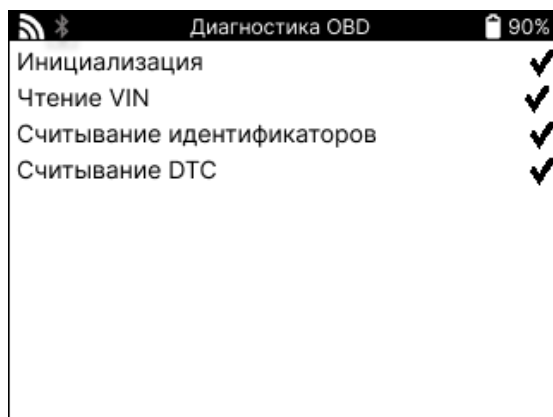 Диагностика OBD 90%
Инициализация
Чтение VIN
Считывание идентификаторов
Считывание DTC